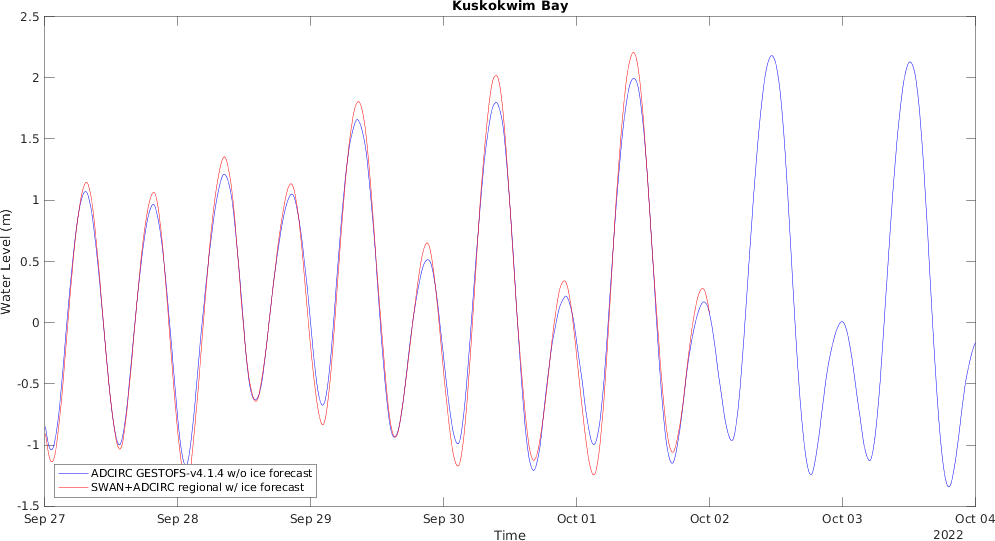 Kuskokwim Bay
2.5
2
1.5
1
0.5
0
-0.5
-1
-1.5
Water Level (m)
ADCIRC GESTOFS-v4.1.4 w/o ice forecast
SWAN+ADCIRC regional w/ ice forecast
Sep 27 Sep 28 Sep 29 Sep 30 Oct 01 Oct 02 Oct 03 Oct 04
Time
2022